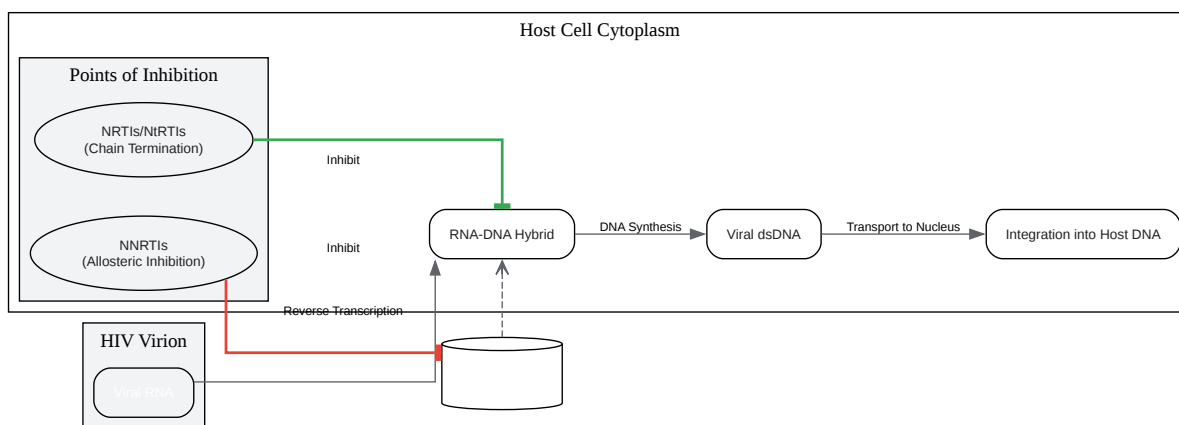 Host Cell Cytoplasm
Points of Inhibition
NRTIs/NtRTIs
(Chain Termination)
Inhibit
NNRTIs
(Allosteric Inhibition)
Inhibit
RNA-DNA Hybrid
DNA Synthesis
Viral dsDNA
Transport to Nucleus
Integration into Host DNA
Reverse Transcription
HIV Virion
Viral RNA